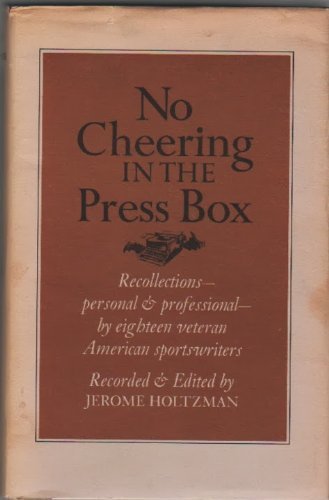 No
Cheering
IN THE
Press Box
Recollections—
personal & professional—
by eighteen veteran
American sportswriters
Recorded & Edited by
JEROME HOLTZMAN